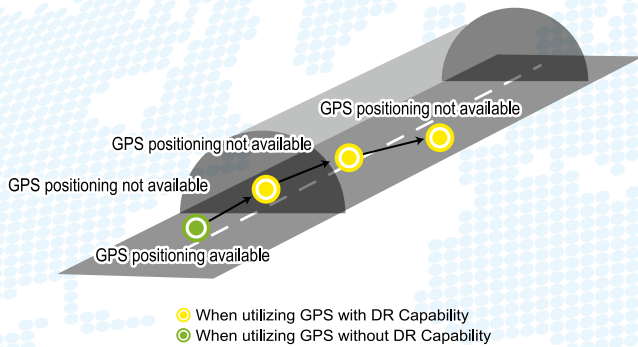 GPS positioning not available
GPS positioning not available
GPS positioning not available
GPS positioning available
When utilizing GPS with DR Capability
When utilizing GPS without DR Capability